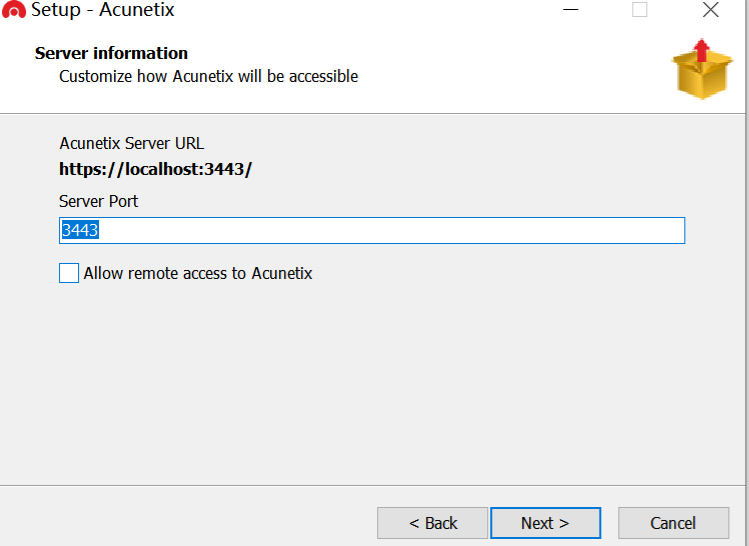 Setup - Acunetix
Server information
Customize how Acunetix will be accessible
Acunetix Server URL
https://localhost:3443/
Server Port
3443
Allow remote access to Acunetix
< Back
Next >
Cancel